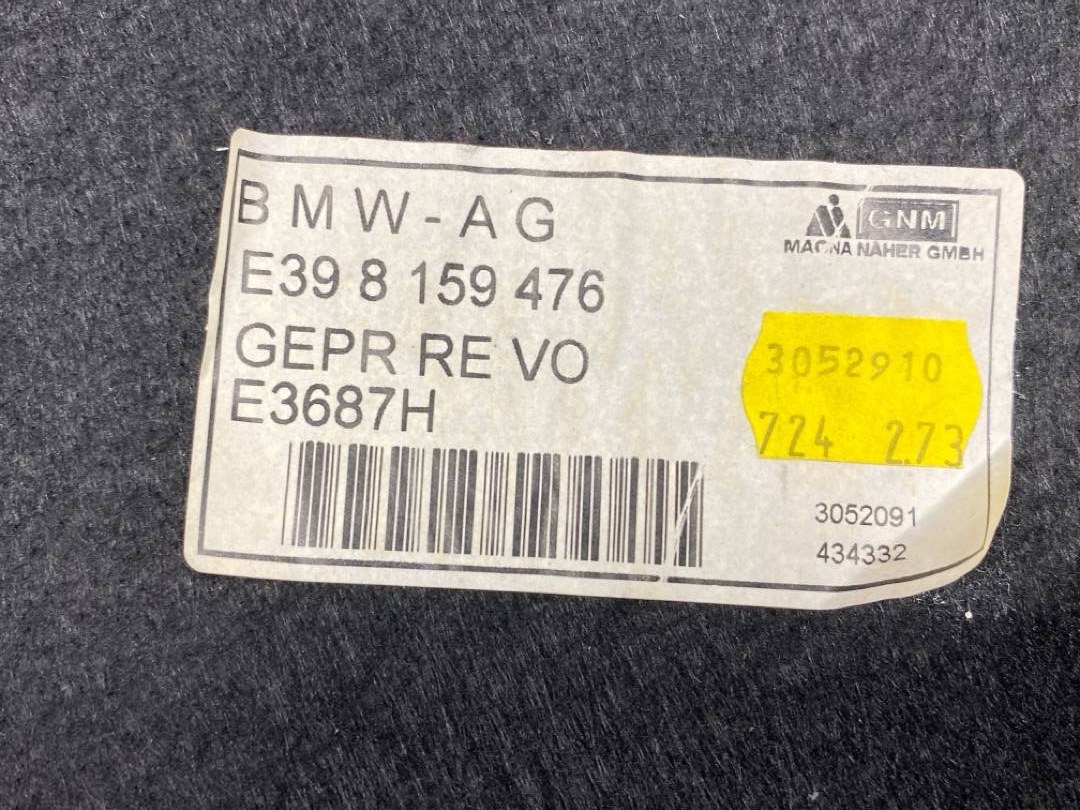 BMW-AG
E39 8 159 476
GEPR RE VO
E3687H
GNM
MAGNA NAHER GMBH
3052910
724 2.73
3052091
434332